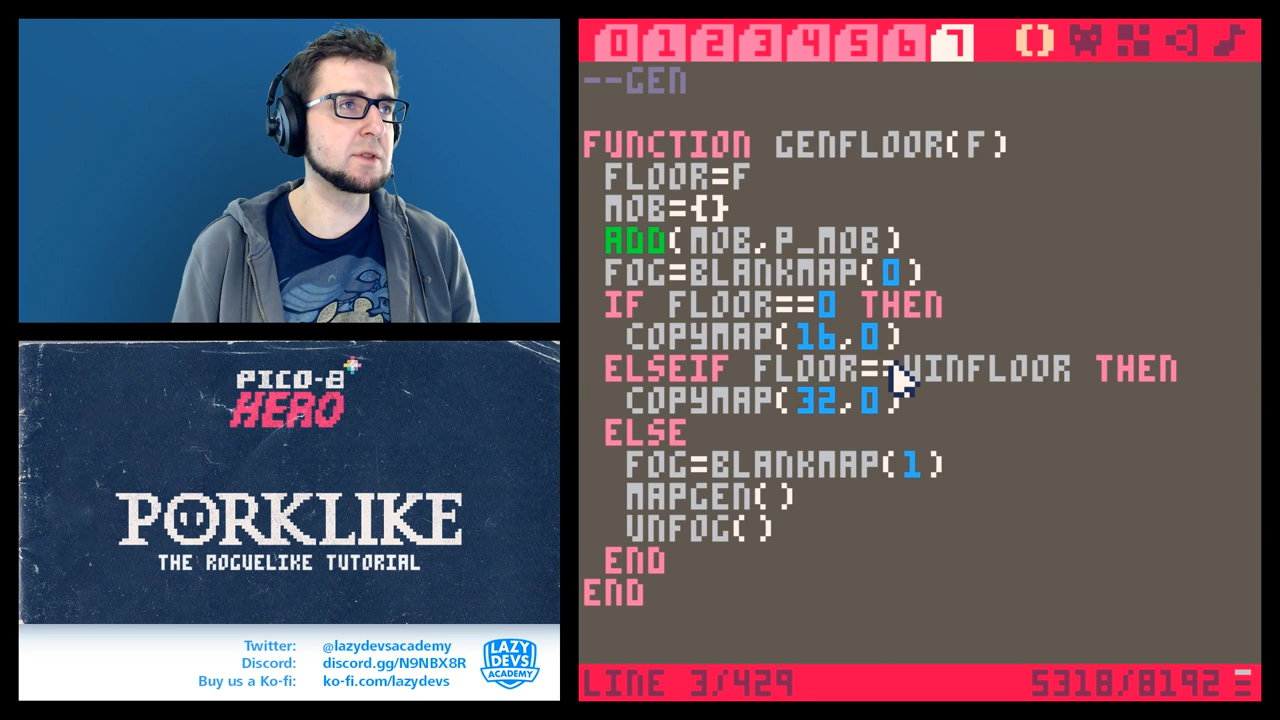 PICO-8
HERO
PORKLIKE
THE ROGUELIKE TUTORIAL
Twitter: @lazydevsacademy
Discord: discord.gg/N9NBX8R
Buy us a Ko-fi: ko-fi.com/lazydevs
LAZY
DEVS
ACADEMY
0 1 2 3 4 5 6 7 ()
--GEN
FUNCTION GENFLOOR(F)
FLOOR=F
MOB={}
ADD(MOB,P_MOB)
FOG=BLANKMAP(0)
IF FLOOR==0 THEN
COPYMAP(16,0)
ELSEIF FLOOR==WINFLOOR THEN
COPYMAP(32,0)
ELSE
FOG=BLANKMAP(1)
MAPGEN()
UNFOG()
END
END
LINE 3/429 5318/8192